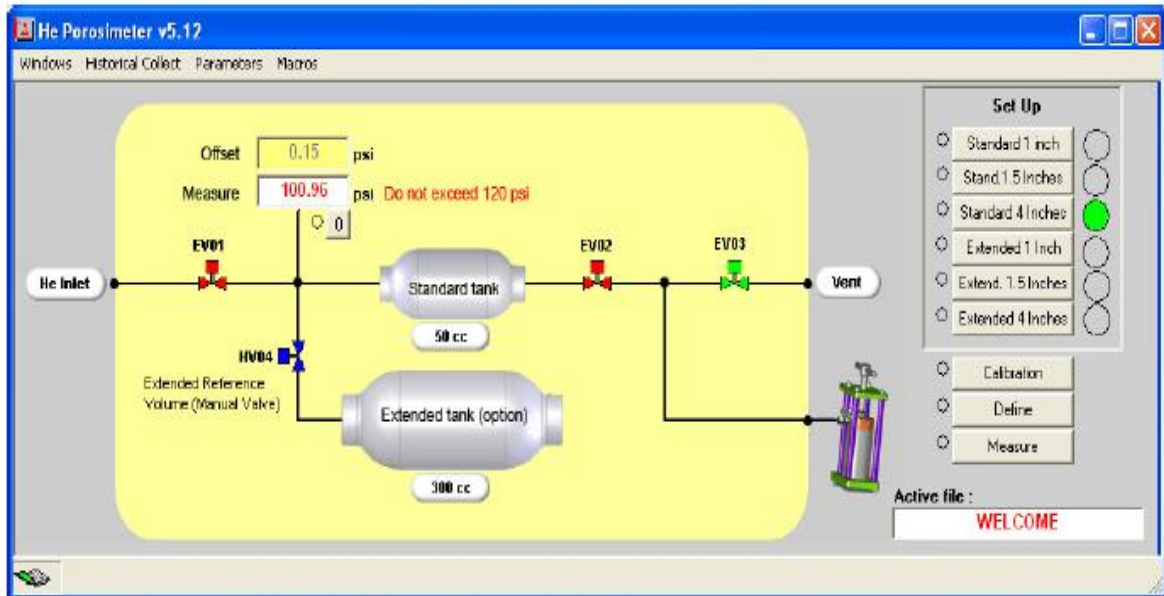 He Porosimeter v5.12
Windows Historical Collect Parameters Macros
Offset 0.15 psi
Measure 100.96 psi Do not exceed 120 psi
0
EV01
EV02
EV03
He Inlet
Standard tank
Vent
50 cc
HV04
Extended Reference
Volume (Manual Valve)
Extended tank (option)
300 cc
Set Up
Standard 1 inch
Stand.1.5 Inches
Standard 4 Inches
Extended 1 Inch
Extend. 1.5 Inches
Extended 4 Inches
Calibration
Define
Measure
Active file :
WELCOME